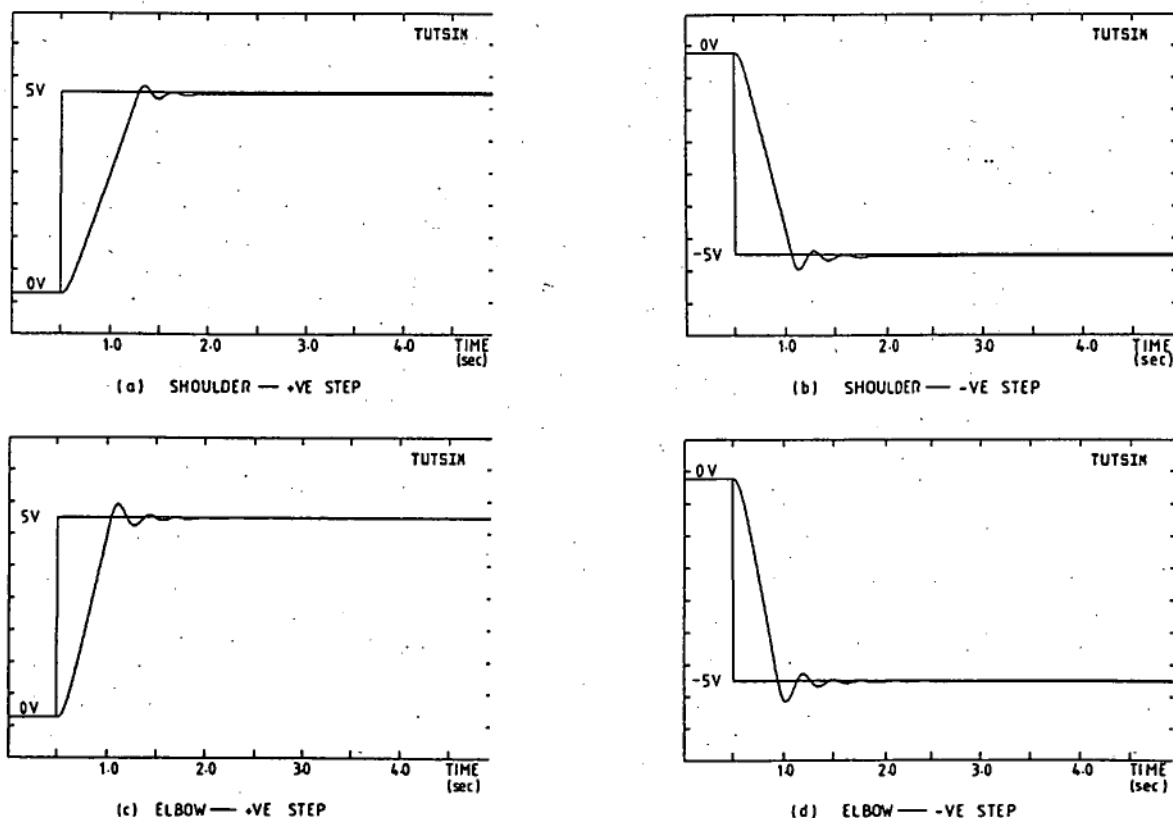 TUTSIM
5V
0V
1.0 2.0 3.0 4.0 TIME
(sec)
(a) SHOULDER — +VE STEP
0V
TUTSIM
-5V
1.0 2.0 3.0 4.0 TIME
(sec)
(b) SHOULDER — -VE STEP
TUTSIM
5V
0V
1.0 2.0 3.0 4.0 TIME
(sec)
(c) ELBOW — +VE STEP
0V
TUTSIM
-5V
1.0 2.0 3.0 4.0 TIME
(sec)
(d) ELBOW — -VE STEP